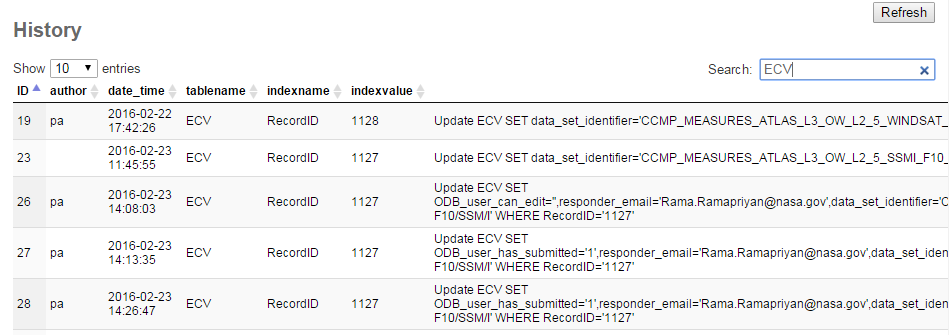 Refresh
History
Show 10 entries Search: ECV
ID author date_time tablename indexname indexvalue
19 pa 2016-02-22 17:42:26 ECV RecordID 1128 Update ECV SET data_set_identifier='CCMP_MEASURES_ATLAS_L3_OW_L2_5_WINDSAT_
23 pa 2016-02-23 11:45:55 ECV RecordID 1127 Update ECV SET data_set_identifier='CCMP_MEASURES_ATLAS_L3_OW_L2_5_SSMI_F10_
26 pa 2016-02-23 14:08:03 ECV RecordID 1127 Update ECV SET
ODB_user_can_edit='',responder_email='Rama.Ramapriyan@nasa.gov',data_set_identifier='C
F10/SSM/I' WHERE RecordID='1127'
27 pa 2016-02-23 14:13:35 ECV RecordID 1127 Update ECV SET
ODB_user_has_submitted='1',responder_email='Rama.Ramapriyan@nasa.gov',data_set_iden
F10/SSM/I' WHERE RecordID='1127'
28 pa 2016-02-23 14:26:47 ECV RecordID 1127 Update ECV SET
ODB_user_has_submitted='1',responder_email='Rama.Ramapriyan@nasa.gov',data_set_iden
F10/SSM/I' WHERE RecordID='1127'